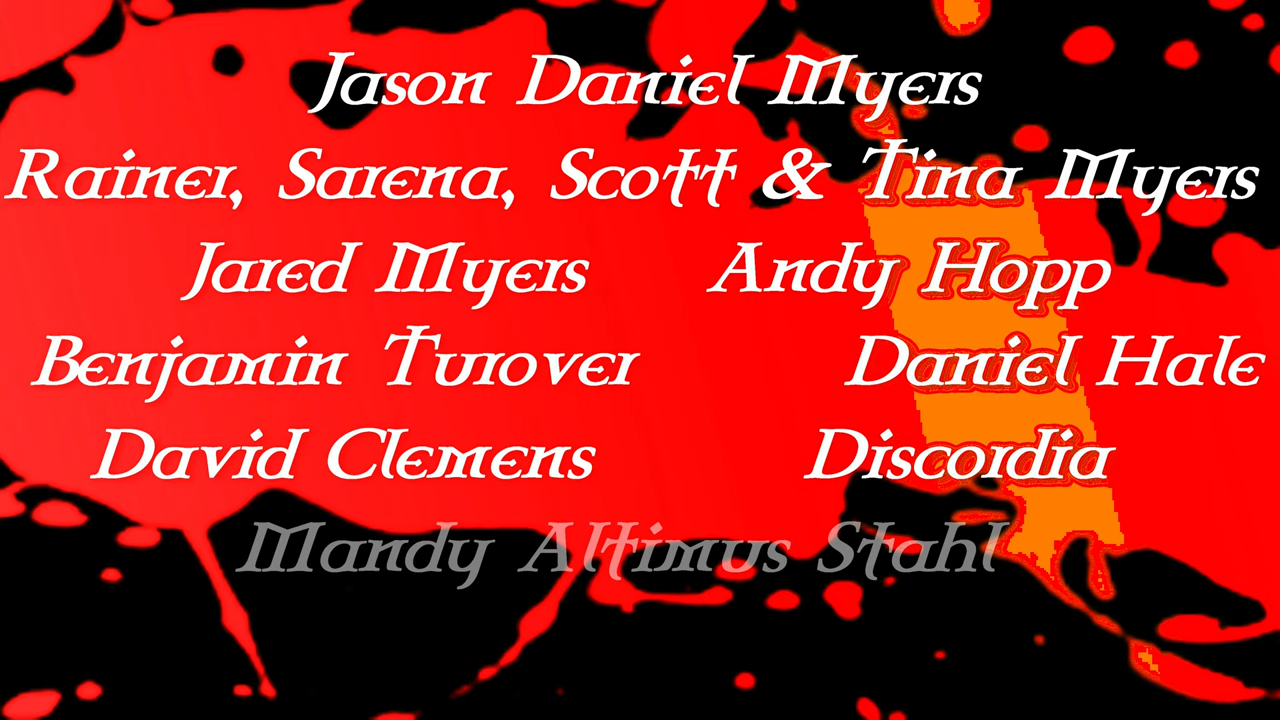 Jason Daniel Myers
Rainer, Sarena, Scott & Tina Myers
Jared Myers Andy Hopp
Benjamin Turover Daniel Hale
David Clemens Discordia
Mandy Altimus Stahl